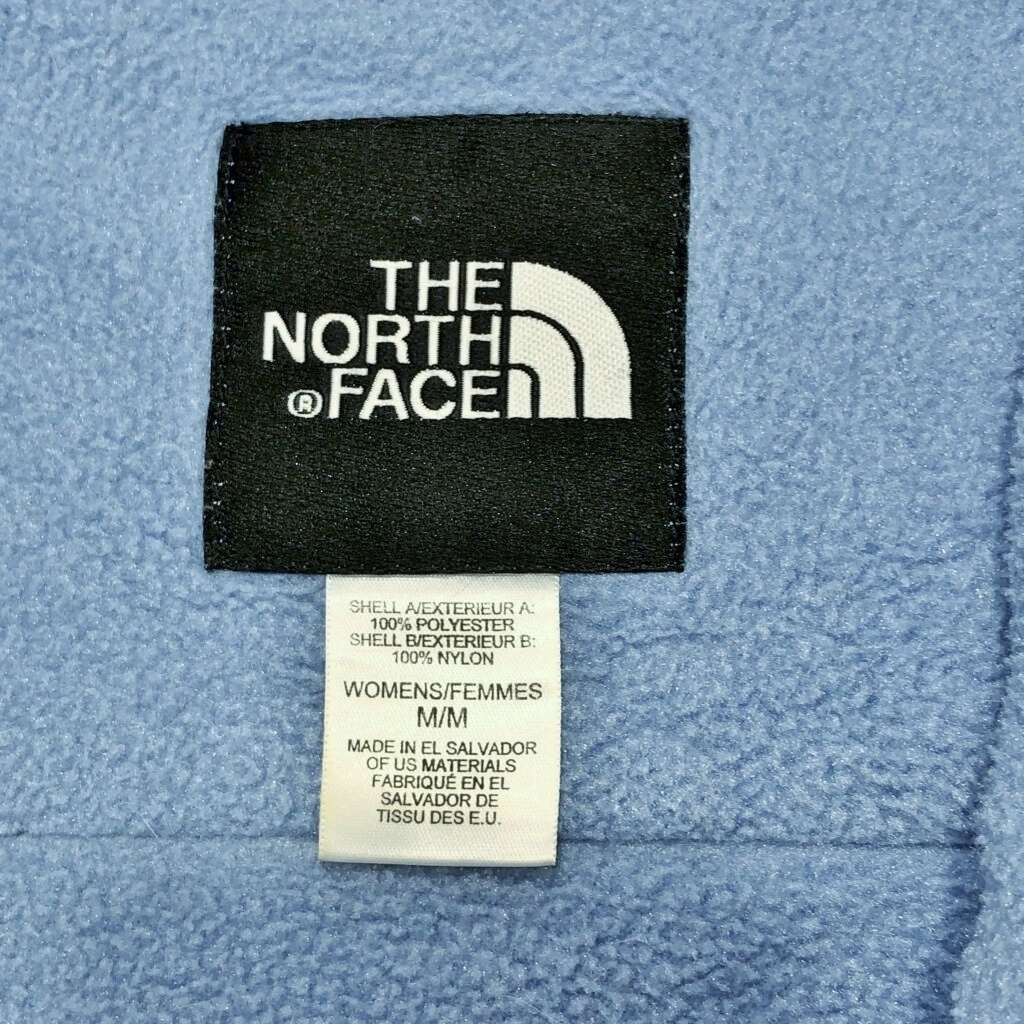 THE
NORTH
® FACE
SHELL A/EXTERIEUR A:
100% POLYESTER
SHELL B/EXTERIEUR B:
100% NYLON
WOMENS/FEMMES
M/M
MADE IN EL SALVADOR
OF US MATERIALS
FABRIQUÉ EN EL
SALVADOR DE
TISSU DES E.U.